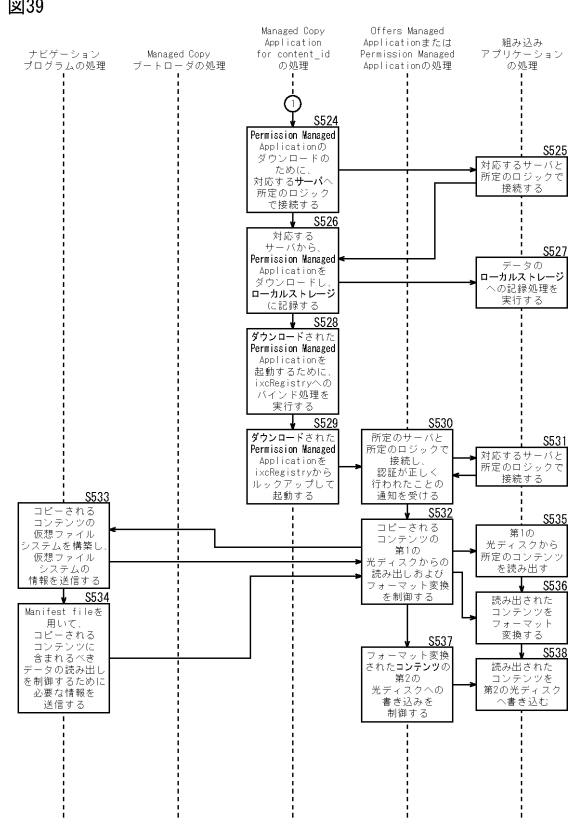 図39
ナビゲーション
プログラムの処理
Managed Copy
ブートローダの処理
Managed Copy
Application
for content_id
の処理
Offers Managed
Applicationまたは
Permission Managed
Applicationの処理
組み込み
アプリケーション
の処理
1
S524
Permission Managed
Applicationの
ダウンロードの
ために、
対応するサーバへ
所定のロジック
で接続する
S525
対応するサーバと
所定のロジックで
接続する
S526
対応する
サーバから、
Permission Managed
Applicationを
ダウンロードし、
ローカルストレージ
に記録する
S527
データの
ローカルストレージ
への記録処理を
実行する
S528
ダウンロードされた
Permission Managed
Applicationを
起動するために、
ixcRegistryへの
バインド処理を
実行する
S529
ダウンロードされた
Permission Managed
Applicationを
ixcRegistryから
ルックアップして
起動する
S530
所定のサーバと
所定のロジックで
接続し、
認証が正しく
行われたことの
通知を受ける
S531
対応するサーバと
所定のロジックで
接続する
S532
コピーされる
コンテンツの
第1の
光ディスクからの
読み出しおよび
フォーマット変換
を制御する
S533
コピーされる
コンテンツの
仮想ファイル
システムを構築し、
仮想ファイル
システムの
情報を送信する
S534
Manifest fileを
用いて、
コピーされる
コンテンツに
含まれるべき
データの読み出し
を制御するために
必要な情報を
送信する
S535
第1の
光ディスクから
所定のコンテンツ
を読み出す
S536
読み出された
コンテンツを
フォーマット
変換する
S537
フォーマット変換
されたコンテンツの
第2の
光ディスクへの
書き込みを
制御する
S538
読み出された
コンテンツを
第2の光ディスク
へ書き込む